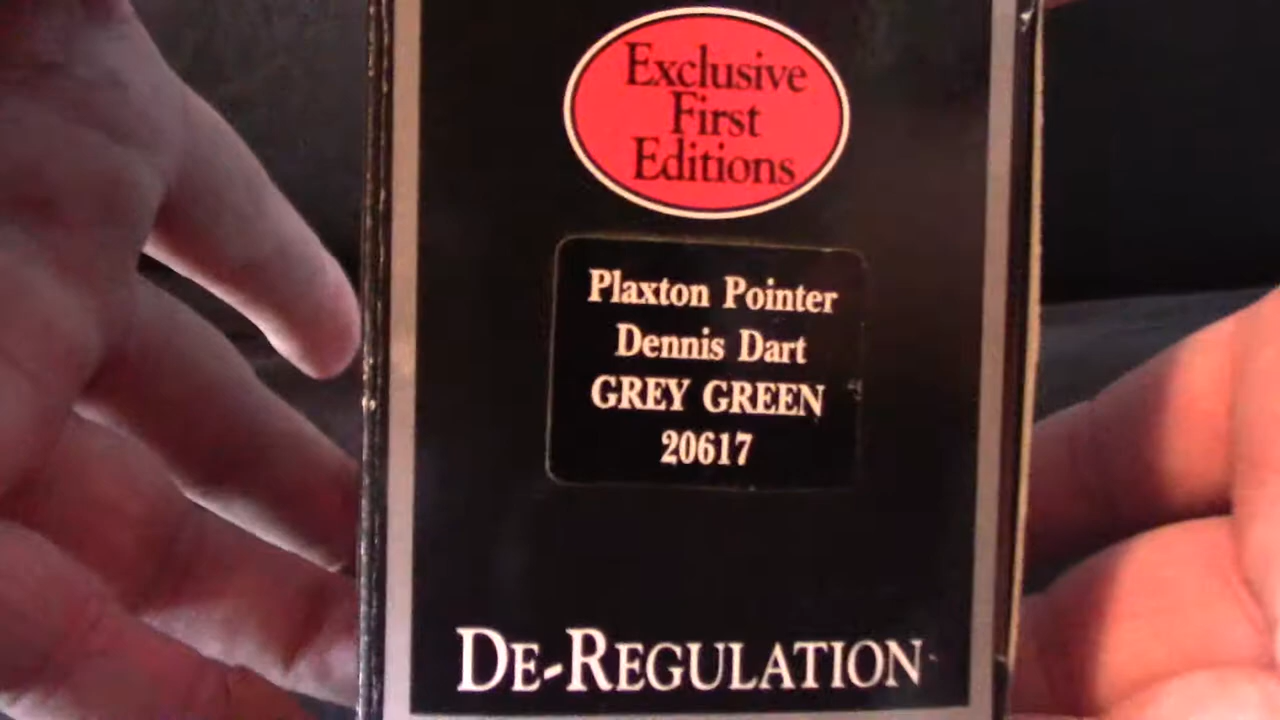 Exclusive
First
Editions
Plaxton Pointer
Dennis Dart
GREY GREEN
20617
DE-REGULATION